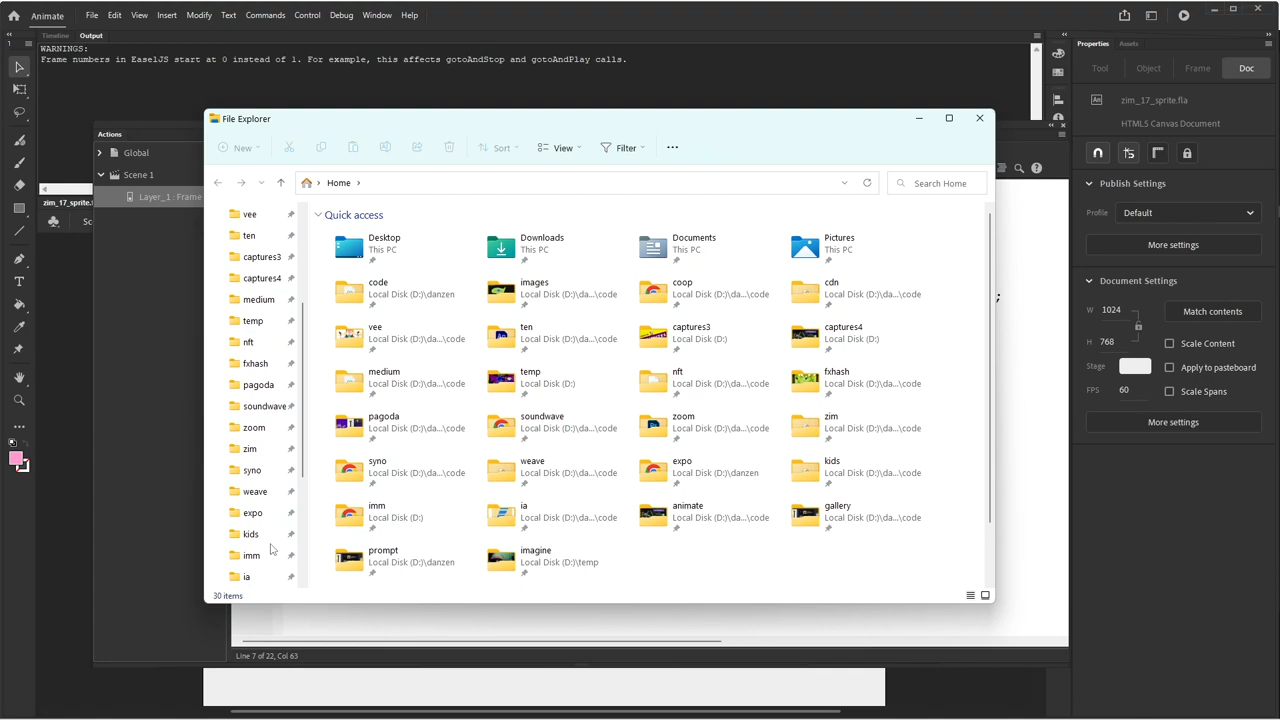 Animate File Edit View Insert Modify Text Commands Control Debug Window Help
Timeline Output
WARNINGS:
Frame numbers in EaselJS start at 0 instead of 1. For example, this affects gotoAndStop and gotoAndPlay calls.
Actions
Global
Scene 1
Layer_1 : Frame
zim_17_sprite.
Sc
File Explorer
New Sort View Filter
Home
Search Home
vee
ten
captures3
captures4
medium
temp
nft
fxhash
pagoda
soundwave
zoom
zim
syno
weave
expo
kids
imm
ia
Quick access
Desktop Downloads Documents Pictures
This PC This PC This PC This PC
code images coop cdn
Local Disk (D:)\danzen Local Disk (D:)\da...\code Local Disk (D:)\da...\code Local Disk (D:)\da...\code
vee ten captures3 captures4
Local Disk (D:)\da...\code Local Disk (D:)\da...\code Local Disk (D:) Local Disk (D:)
medium temp nft fxhash
Local Disk (D:)\da...\code Local Disk (D:) Local Disk (D:)\da...\code Local Disk (D:)\da...\code
pagoda soundwave zoom zim
Local Disk (D:)\da...\code Local Disk (D:)\da...\code Local Disk (D:)\da...\code Local Disk (D:)\da...\code
syno weave expo kids
Local Disk (D:)\da...\code Local Disk (D:)\da...\code Local Disk (D:)\danzen Local Disk (D:)\da...\code
imm ia animate gallery
Local Disk (D:) Local Disk (D:)\da...\code Local Disk (D:)\da...\code Local Disk (D:)\da...\code
prompt imagine
Local Disk (D:)\danzen Local Disk (D:)\temp
30 items
;
Line 7 of 22, Col 63
Properties Assets
Tool Object Frame Doc
An zim_17_sprite.fla
HTML5 Canvas Document
Publish Settings
Profile Default
More settings
Document Settings
W 1024 Match contents
H 768 Scale Content
Stage Apply to pasteboard
FPS 60 Scale Spans
More settings